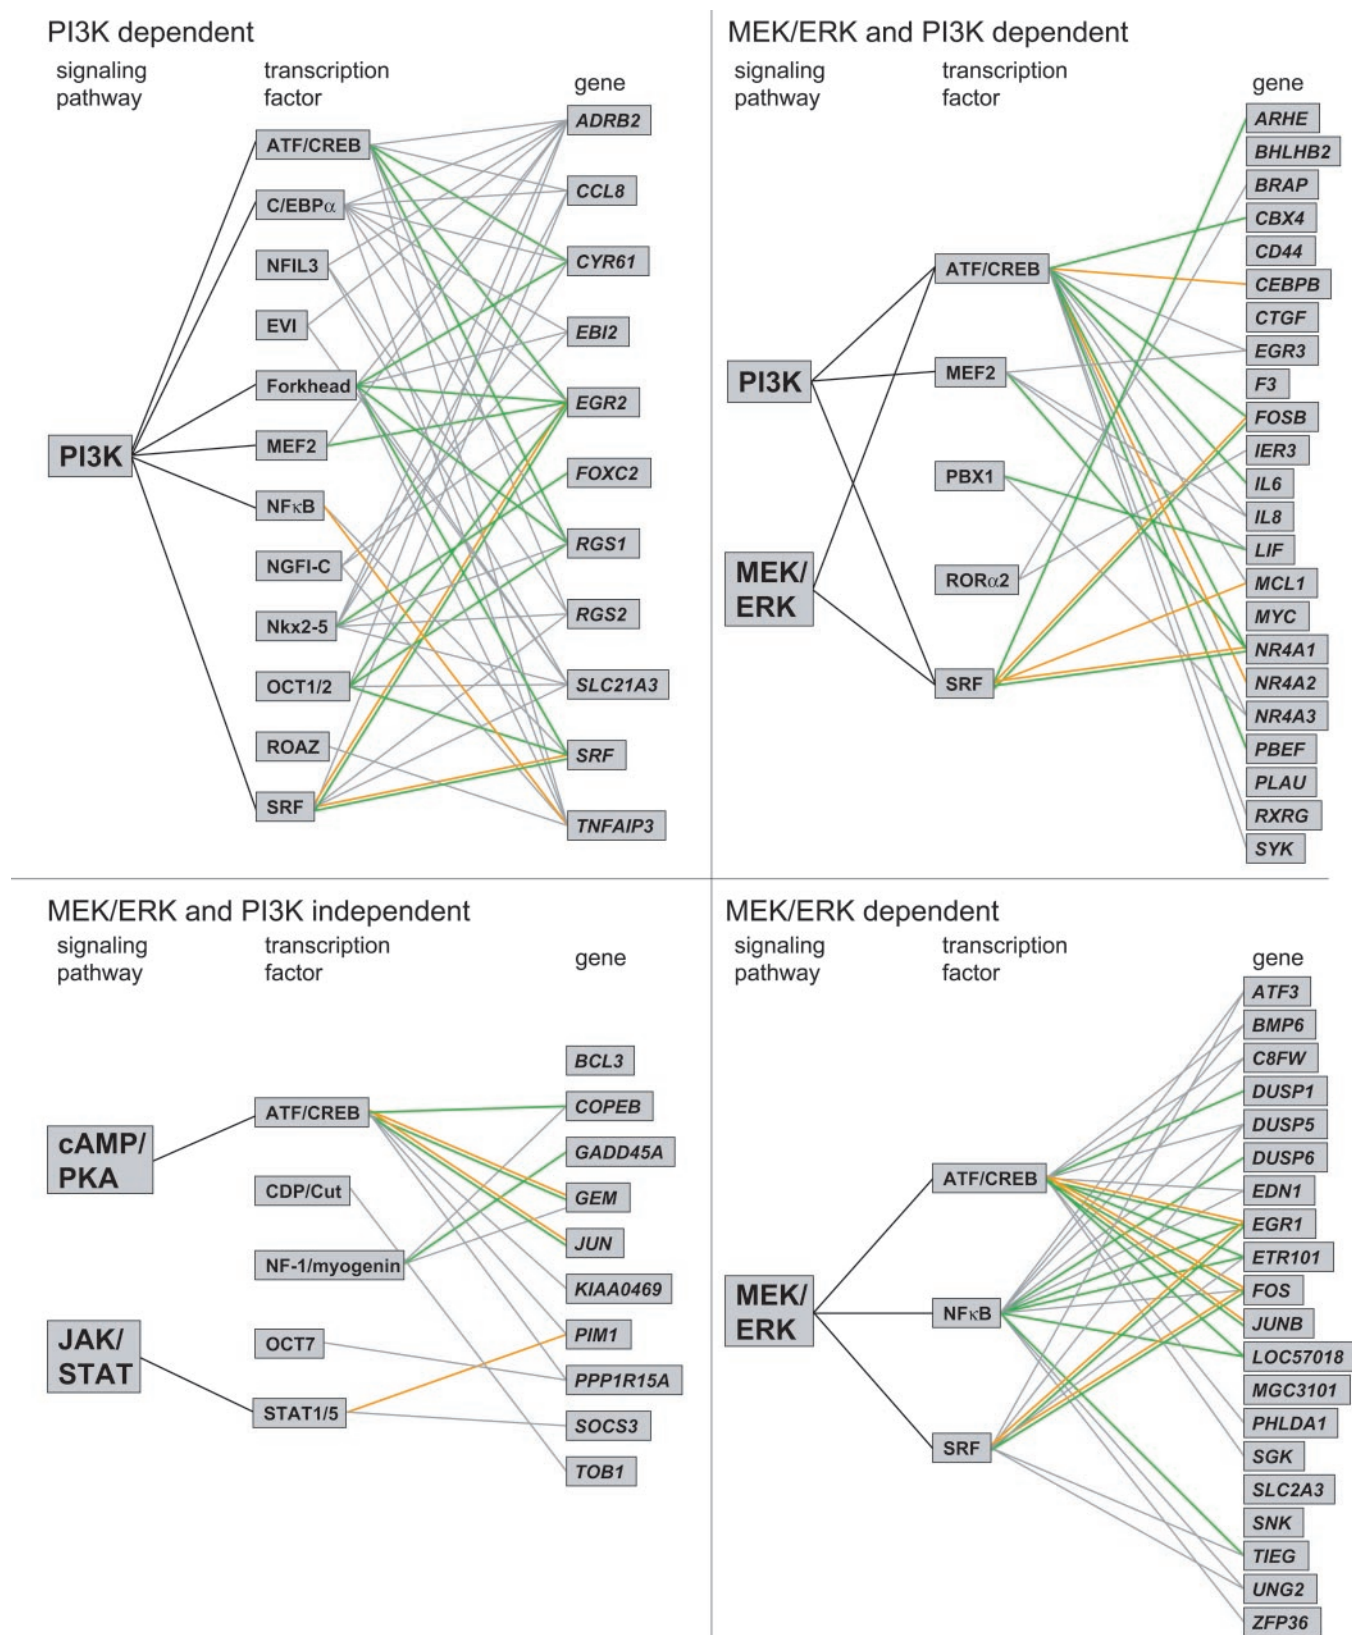 PI3K dependent
signaling
pathway
transcription
factor
gene
PI3K
ATF/CREB
C/EBPα
NFIL3
EVI
Forkhead
MEF2
NFκB
NGFI-C
Nkx2-5
OCT1/2
ROAZ
SRF
ADRB2
CCL8
CYR61
EBI2
EGR2
FOXC2
RGS1
RGS2
SLC21A3
SRF
TNFAIP3
MEK/ERK and PI3K dependent
signaling
pathway
transcription
factor
gene
PI3K
MEK/
ERK
ATF/CREB
MEF2
PBX1
RORα2
SRF
ARHE
BHLHB2
BRAP
CBX4
CD44
CEBPB
CTGF
EGR3
F3
FOSB
IER3
IL6
IL8
LIF
MCL1
MYC
NR4A1
NR4A2
NR4A3
PBEF
PLAU
RXRG
SYK
MEK/ERK and PI3K independent
signaling
pathway
transcription
factor
gene
cAMP/
PKA
JAK/
STAT
ATF/CREB
CDP/Cut
NF-1/myogenin
OCT7
STAT1/5
BCL3
COPEB
GADD45A
GEM
JUN
KIAA0469
PIM1
PPP1R15A
SOCS3
TOB1
MEK/ERK dependent
signaling
pathway
transcription
factor
gene
MEK/
ERK
ATF/CREB
NFκB
SRF
ATF3
BMP6
C8FW
DUSP1
DUSP5
DUSP6
EDN1
EGR1
ETR101
FOS
JUNB
LOC57018
MGC3101
PHLDA1
SGK
SLC2A3
SNK
TIEG
UNG2
ZFP36